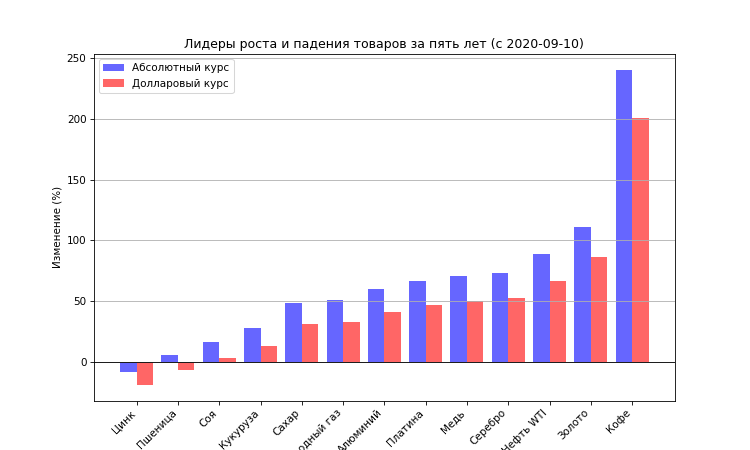 Лидеры роста и падения товаров за пять лет (с 2020-09-10)
Абсолютный курс
Долларовый курс
Изменение (%)
250
200
150
100
50
0
Цинк
Пшеница
Соя
Кукуруза
Сахар
газ
Алюминий
Платина
Медь
Серебро
Нефть WTI
Золото
Кофе